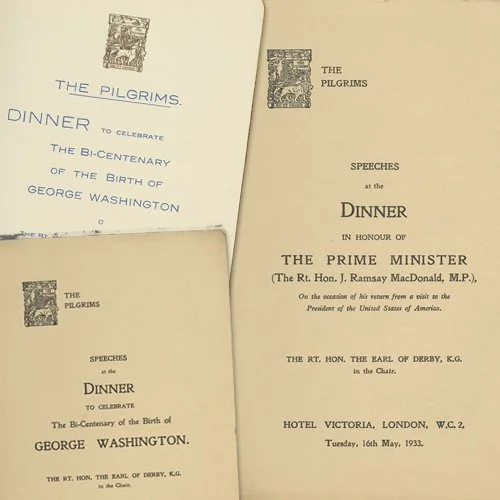 THE PILGRIMS.
DINNER TO CELEBRATE
THE BI-CENTENARY
OF THE BIRTH OF
GEORGE WASHINGTON
THE
PILGRIMS
SPEECHES
at the
DINNER
IN HONOUR OF
THE PRIME MINISTER
(The Rt. Hon. J. Ramsay MacDonald, M.P.),
On the occasion of his return from a visit to the
President of the United States of America.
THE RT. HON. THE EARL OF DERBY, K.G.
in the Chair.
HOTEL VICTORIA, LONDON, W.C. 2,
Tuesday, 16th May, 1933.
THE
PILGRIMS
SPEECHES
at the
DINNER
TO CELEBRATE
The Bi-Centenary of the Birth of
GEORGE WASHINGTON.
THE RT. HON. THE EARL OF DERBY, K.G.
in the Chair.